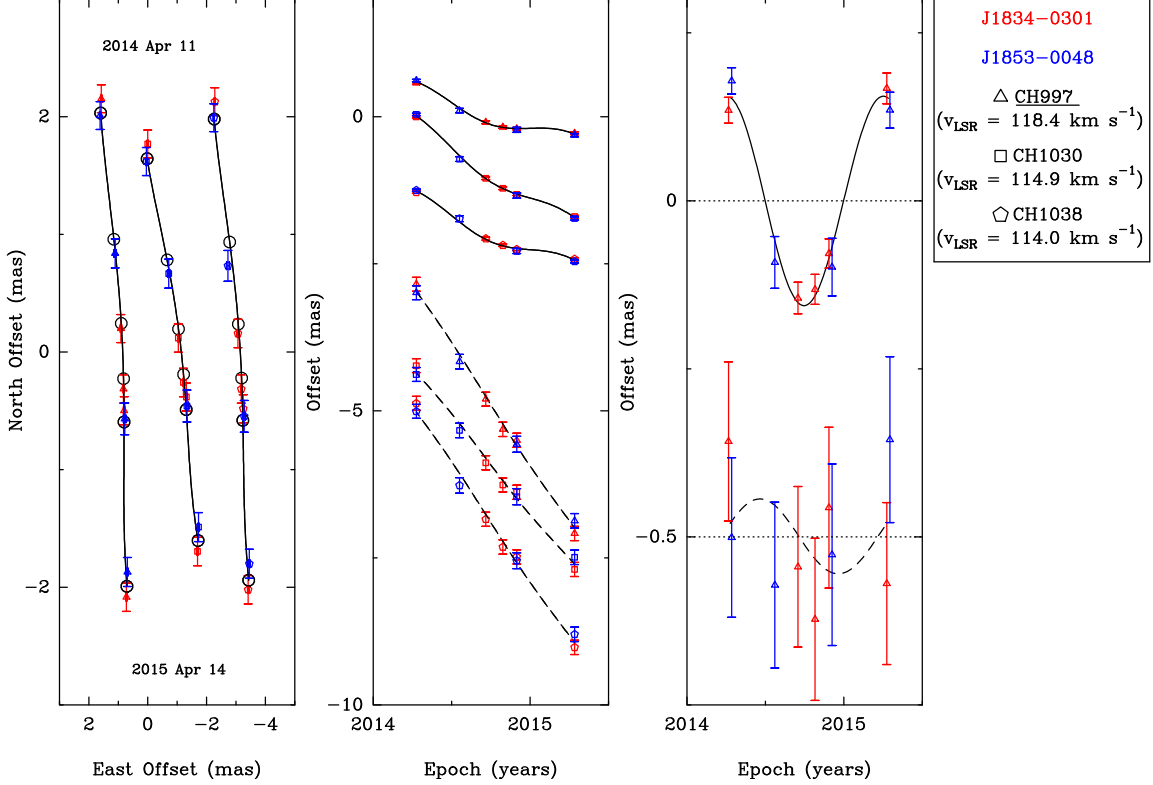 2014 Apr 11
2015 Apr 14
2
0
−2
North Offset (mas)
2 0 −2 −4
East Offset (mas)
0
−5
−10
Offset (mas)
2014 2015
Epoch (years)
0
−0.5
Offset (mas)
2014 2015
Epoch (years)
J1834−0301
J1853−0048
CH997
(vLSR = 118.4 km s−1)
CH1030
(vLSR = 114.9 km s−1)
CH1038
(vLSR = 114.0 km s−1)